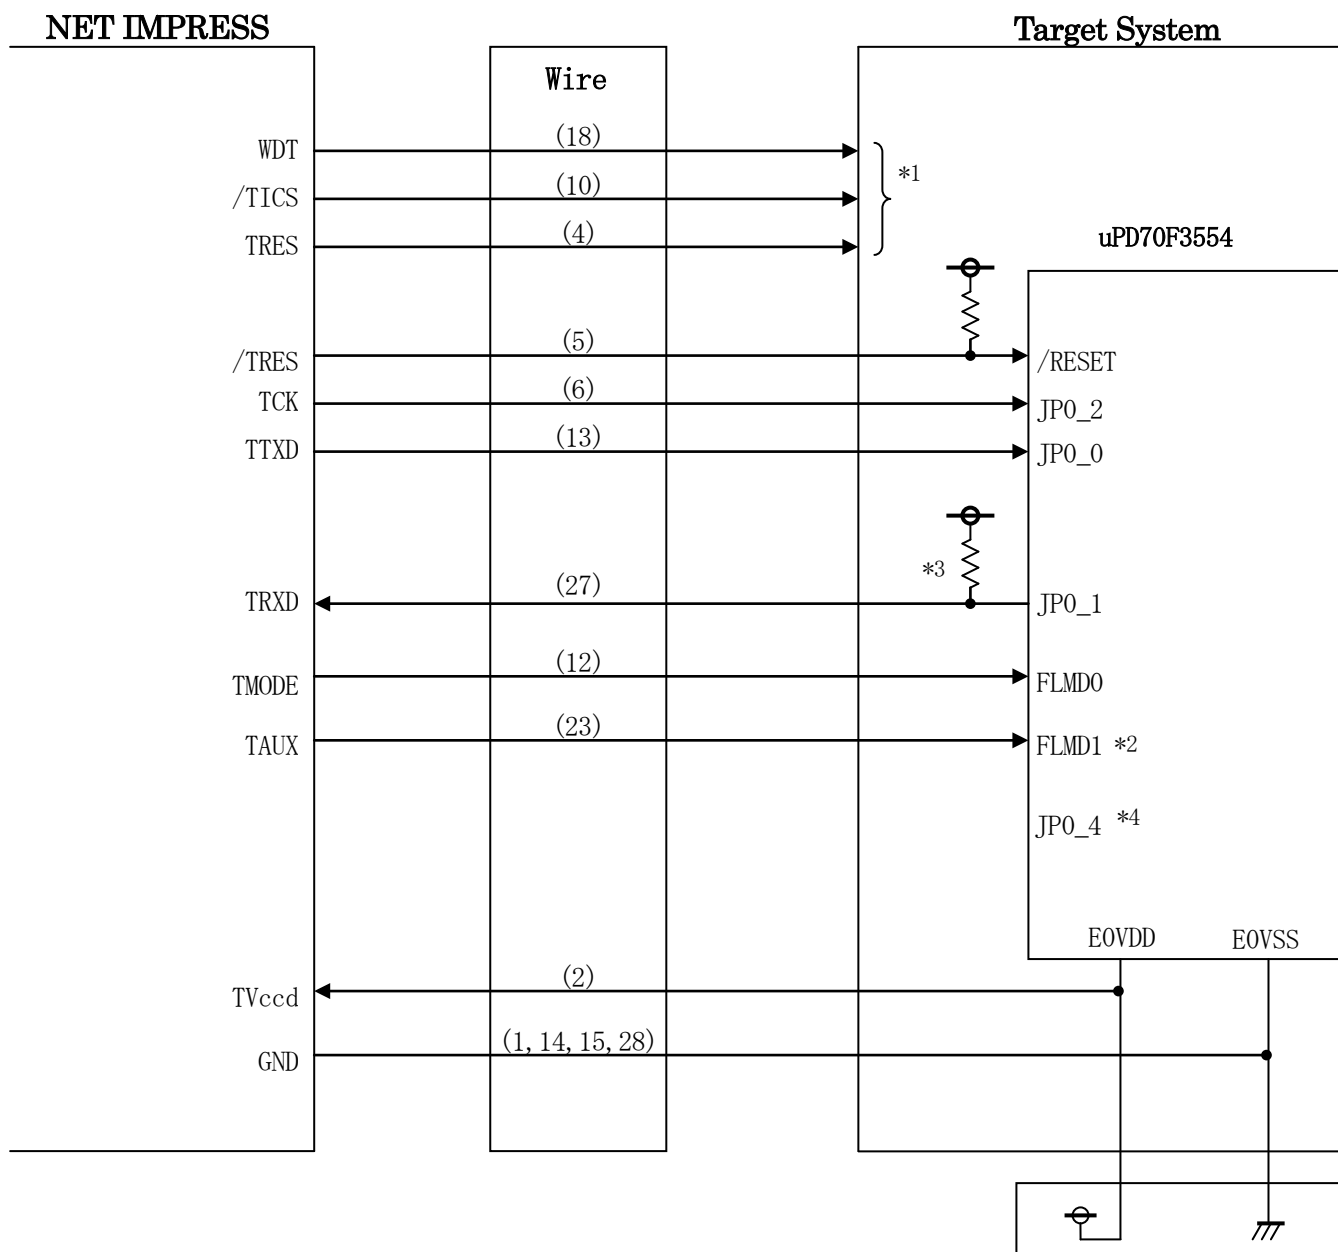 NET IMPRESS
Target System
Wire
WDT (18)
*1
/TICS (10)
TRES (4)
uPD70F3554
/TRES (5) /RESET
TCK (6) JP0_2
TTXD (13) JP0_0
*3
TRXD (27) JP0_1
TMODE (12) FLMD0
TAUX (23) FLMD1 *2
JP0_4 *4
E0VDD E0VSS
TVccd (2)
GND (1,14,15,28)